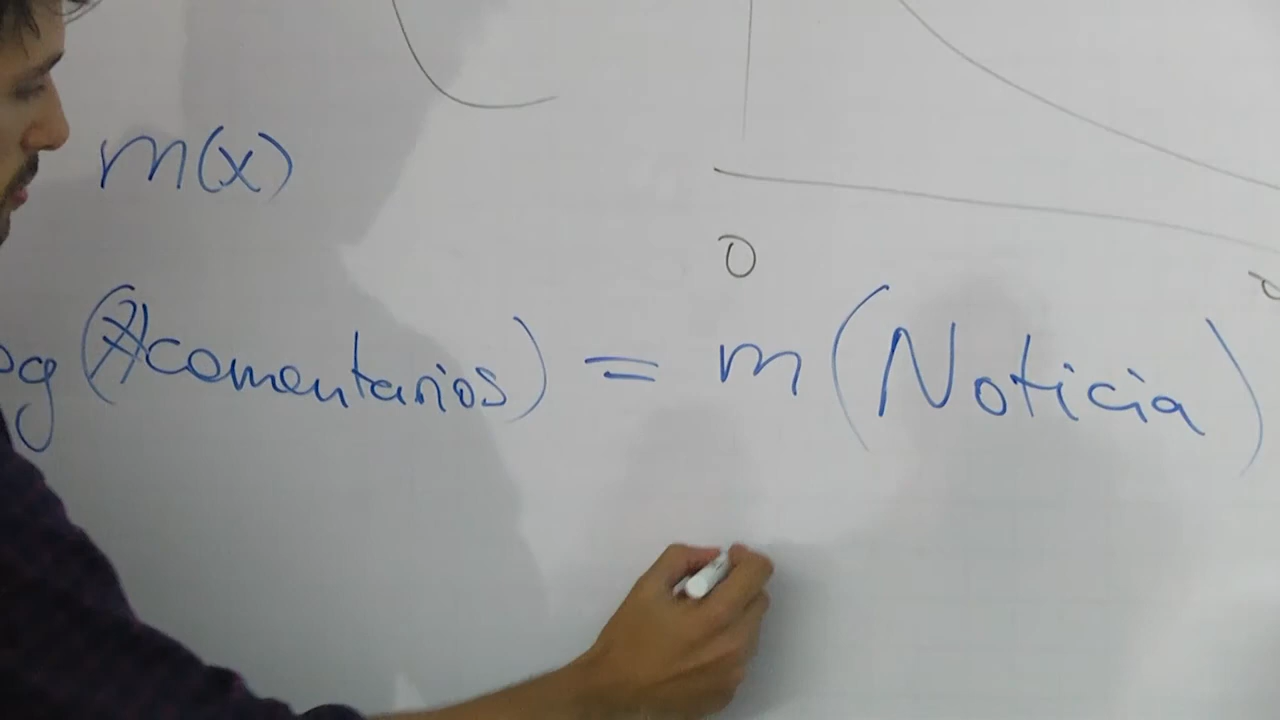 0
m(x)
og (#comentarios) = m (Noticia)